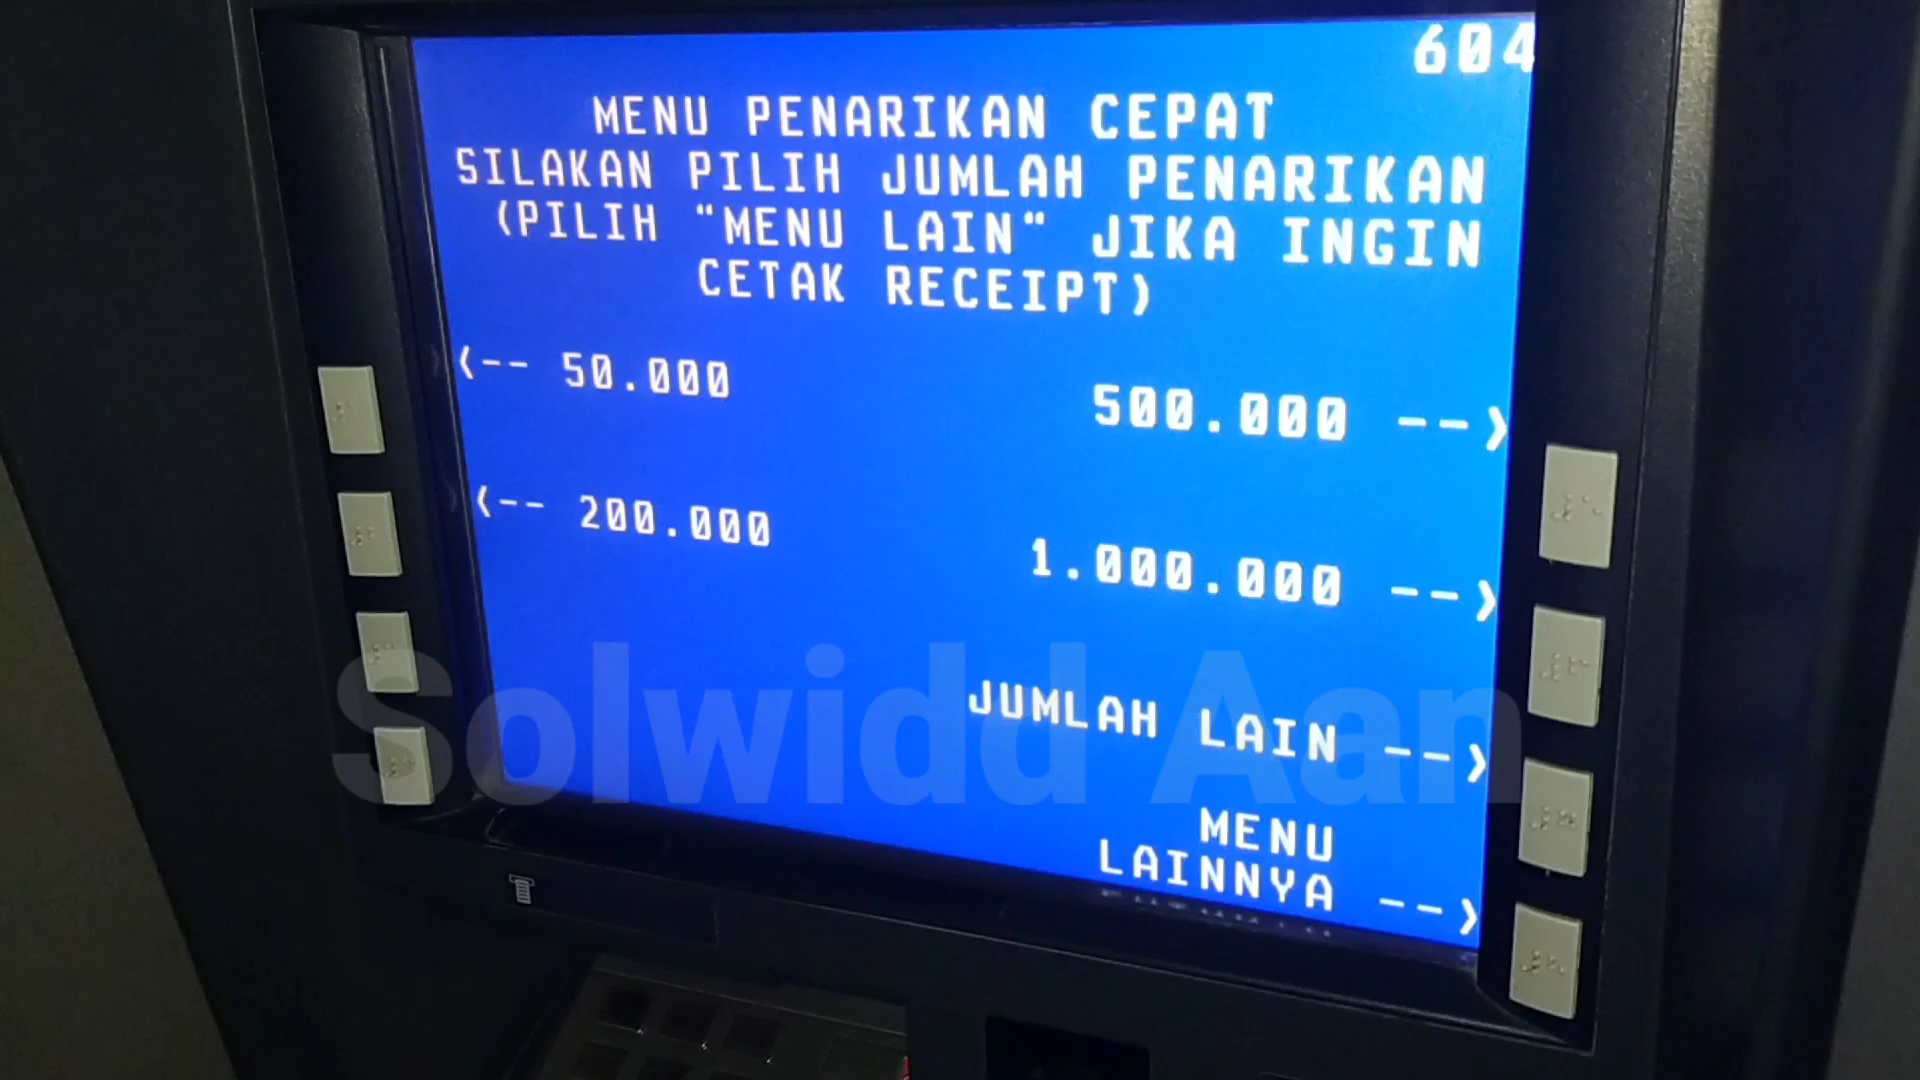 604
MENU PENARIKAN CEPAT
SILAKAN PILIH JUMLAH PENARIKAN
(PILIH "MENU LAIN" JIKA INGIN
CETAK RECEIPT)
<-- 50.000
500.000 -->
<-- 200.000
1.000.000 -->
JUMLAH LAIN -->
MENU
LAINNYA -->
Solwidd Aan